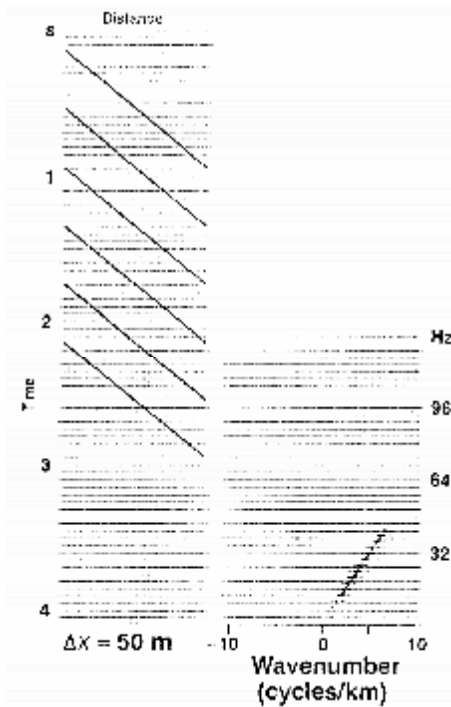 Distance
s
1
2
Hz
Time
96
3
64
32
4
Δx = 50 m
-10 0 10
Wavenumber
(cycles/km)